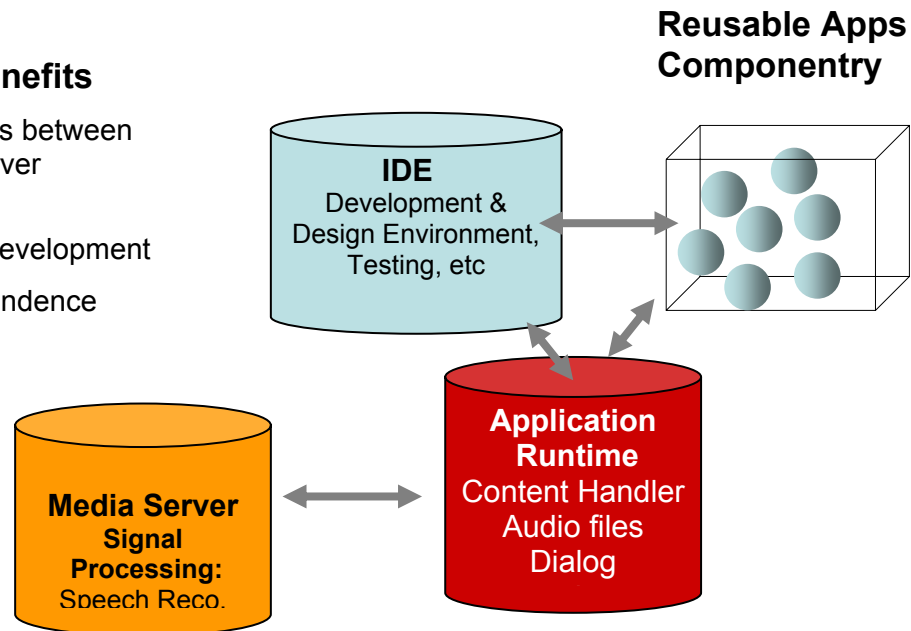 Reusable Apps
Componentry
nefits
s between
ver
evelopment
ndence
IDE
Development &
Design Environment,
Testing, etc
Application
Runtime
Content Handler
Audio files
Dialog
Media Server
Signal
Processing:
Speech Reco.